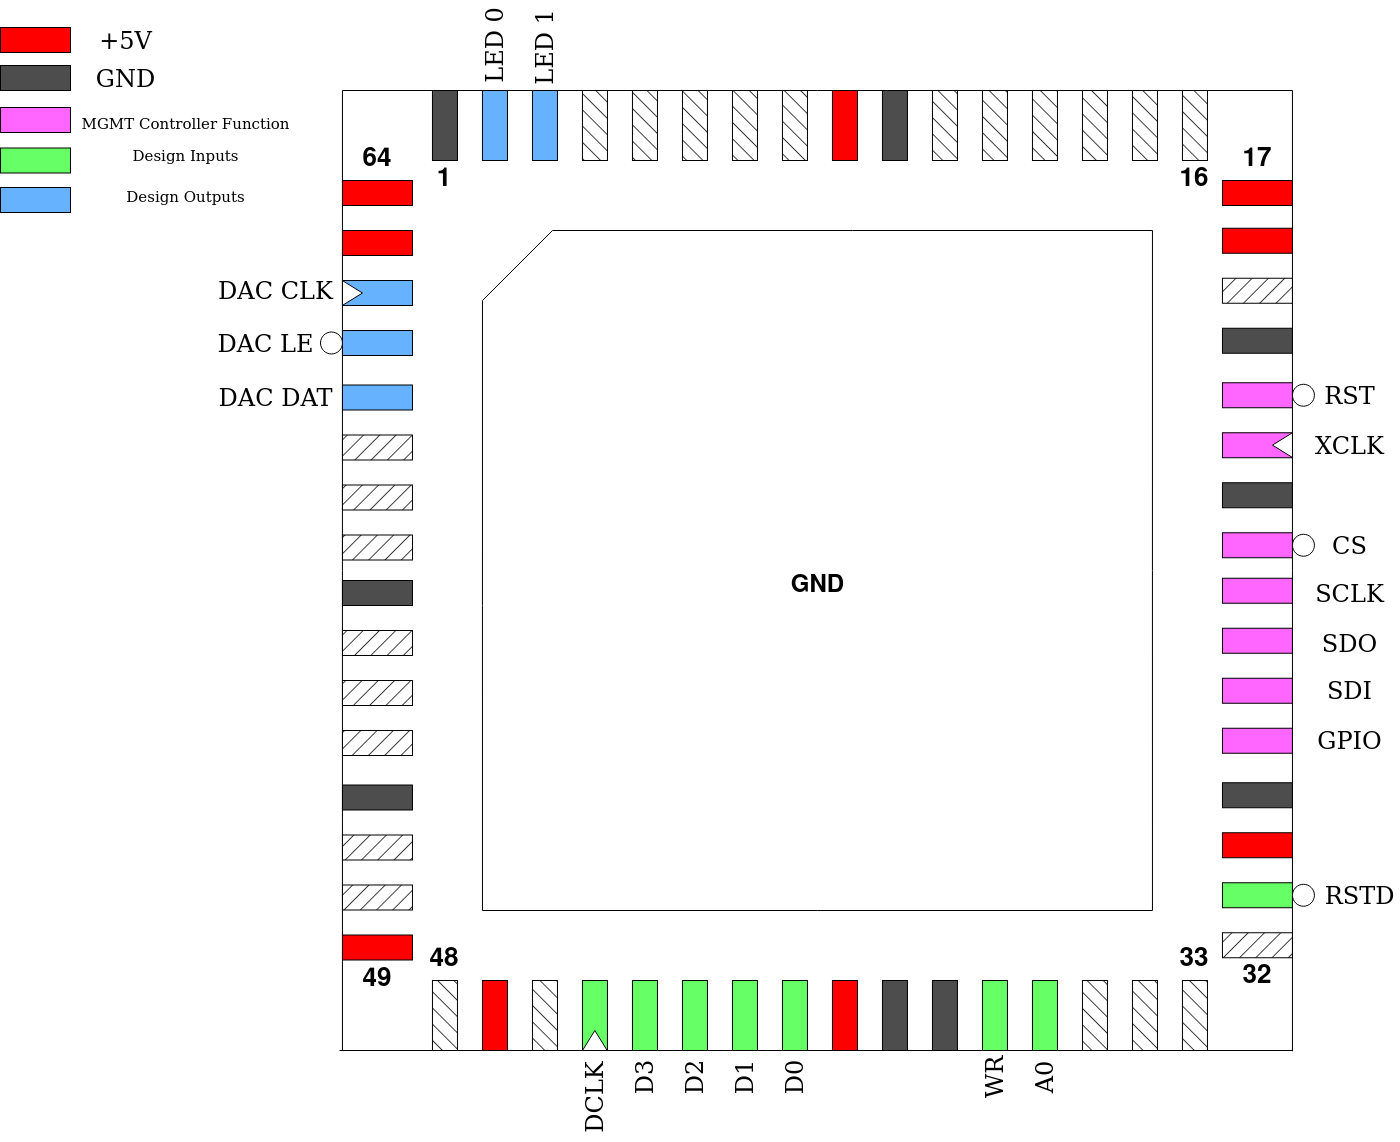 +5V
GND
MGMT Controller Function
Design Inputs
Design Outputs
LED 0
LED 1
64
1
16
17
DAC CLK
DAC LE
DAC DAT
RST
XCLK
CS
SCLK
SDO
SDI
GPIO
RSTD
GND
49
48
33
32
DCLK
D3
D2
D1
D0
WR
A0